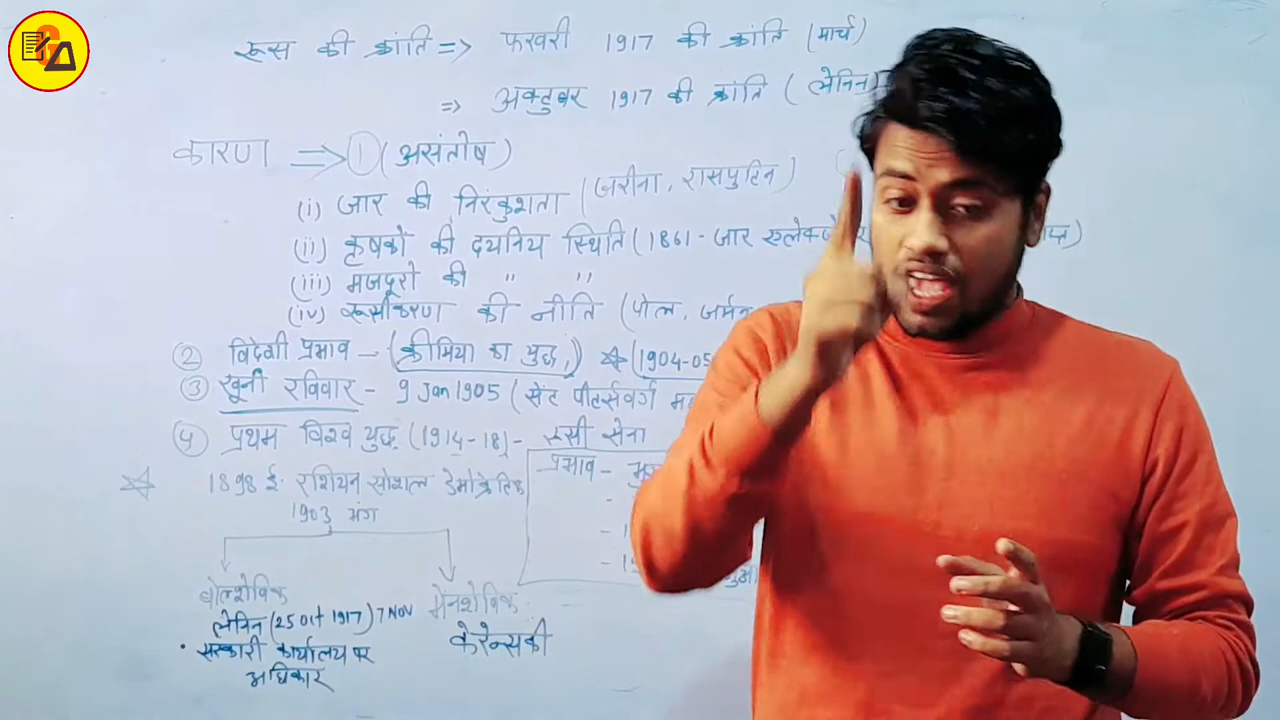 रूस की क्रांति => फरवरी 1917 की क्रांति (मार्च)
=> अक्टुबर 1917 की क्रांति (लेनिन
कारण => ① (असंतोष)
(i) जार की निरंकुशता (जरीना, रासपुटिन)
(ii) कृषकों की दयनिय स्थिति (1861 - जार
(iii) मजदूरो की " "
(iv) रूसीकरण की नीति (पोल, जर्मन
② विदेशी प्रभाव - (क्रीमिया का युद्ध,) ☆ (1904-05
③ खूनी रविवार - 9 Jan 1905 (सेंट पीटर्सवर्ग
④ प्रथम विश्व युद्ध (1914-18) - रूसी सेना
प्रभाव -
☆ 1898 ई. रशियन सोशल डेमोक्रेटिक
1903 भंग
बोल्शेविक मेनशेविक
लेनिन (25 Oct 1917) 7 Nov
केरेन्सकी
• सरकारी कार्यालय पर
अधिकार